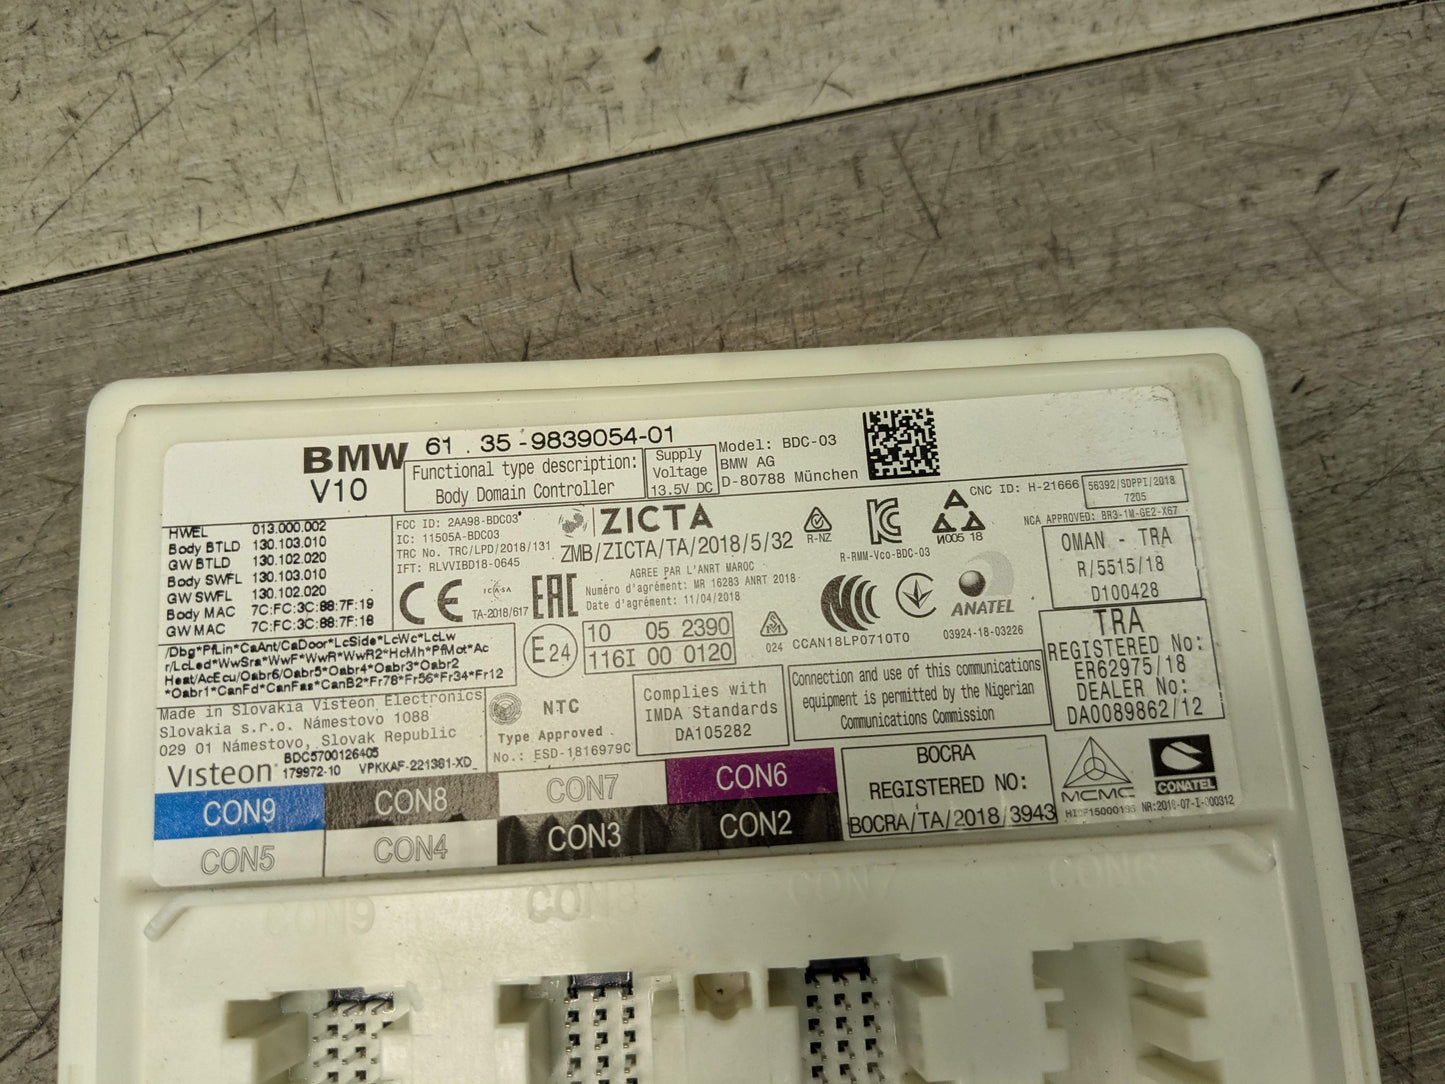 BMW 61 . 35 - 9839054-01
V10
Functional type description:
Body Domain Controller
Supply
Voltage
13.5V DC
Model: BDC-03
BMW AG
D-80788 München
HWEL 013.000.002
Body BTLD 130.103.010
GW BTLD 130.102.020
Body SWFL 130.103.010
GW SWFL 130.102.020
Body MAC 7C:FC:3C:88:7F:19
GW MAC 7C:FC:3C:88:7F:18
FCC ID: 2AA98-BDC03
IC: 11505A-BDC03
TRC No. TRC/LPD/2018/131
IFT: RLVVIBD18-0645
ZICTA
ZMB/ZICTA/TA/2018/5/32
R-NZ
R-RMM-Vco-BDC-03
И005 18
CNC ID: H-21666
56392/SDPPI/2018
7205
NCA APPROVED: BR3-1M-GE2-X67
OMAN - TRA
R/5515/18
D100428
AGREE PAR L'ANRT MAROC
Numéro d'agrément: MR 16283 ANRT 2018
Date d'agrément: 11/04/2018
CE
ICASA
TA-2018/617
EAC
E24
10 05 2390
116I 00 0120
024
CCAN18LP0710T0
ANATEL
03924-18-03226
TRA
REGISTERED No:
ER62975/18
DEALER No:
DA0089862/12
/Dbg*PfLin*CaAnt/CaDoor*LcSide*LcWc*LcLw
r/LcLed*WwSra*WwF*WwR*WwR2*HcMh*PfMot*Ac
Heat/AcEcu/Oabr6/Oabr5*Oabr4*Oabr3*Oabr2
*Oabr1*CanFd*CanFas*CanB2*Fr78*Fr56*Fr34*Fr12
Made in Slovakia Visteon Electronics
Slovakia s.r.o. Námestovo 1088
029 01 Námestovo, Slovak Republic
BDC5700126405
Visteon 179972-10 VPKKAF-221381-XD_
NTC
Type Approved
No.: ESD-1816979C
Complies with
IMDA Standards
DA105282
Connection and use of this communications
equipment is permitted by the Nigerian
Communications Commission
BOCRA
REGISTERED NO:
BOCRA/TA/2018/3943
MCMC
HIDF15000195
CONATEL
NR:2018-07-I-000312
CON9 CON8 CON7 CON6
CON5 CON4 CON3 CON2
CON9 CON8 CON7 CON6